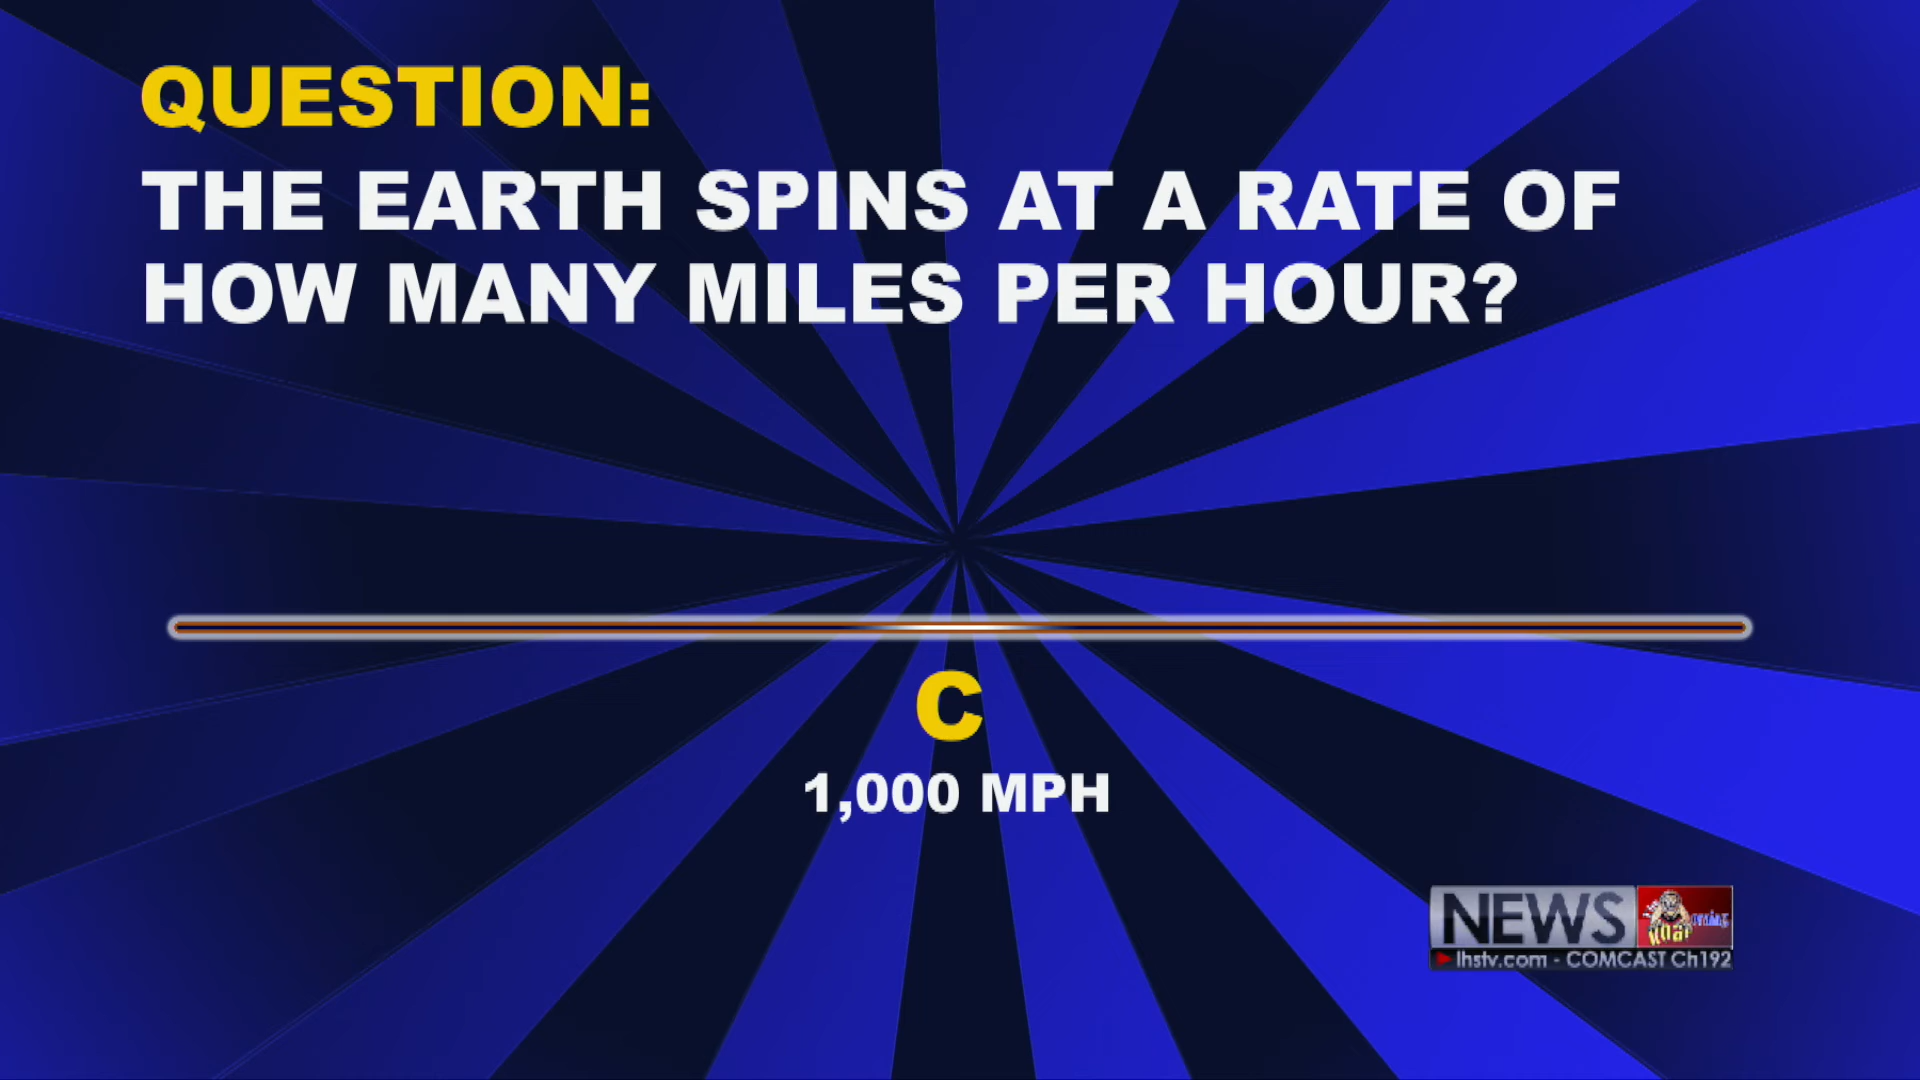 QUESTION:
THE EARTH SPINS AT A RATE OF
HOW MANY MILES PER HOUR?
C
1,000 MPH
NEWS
lhstv.com - COMCAST Ch192